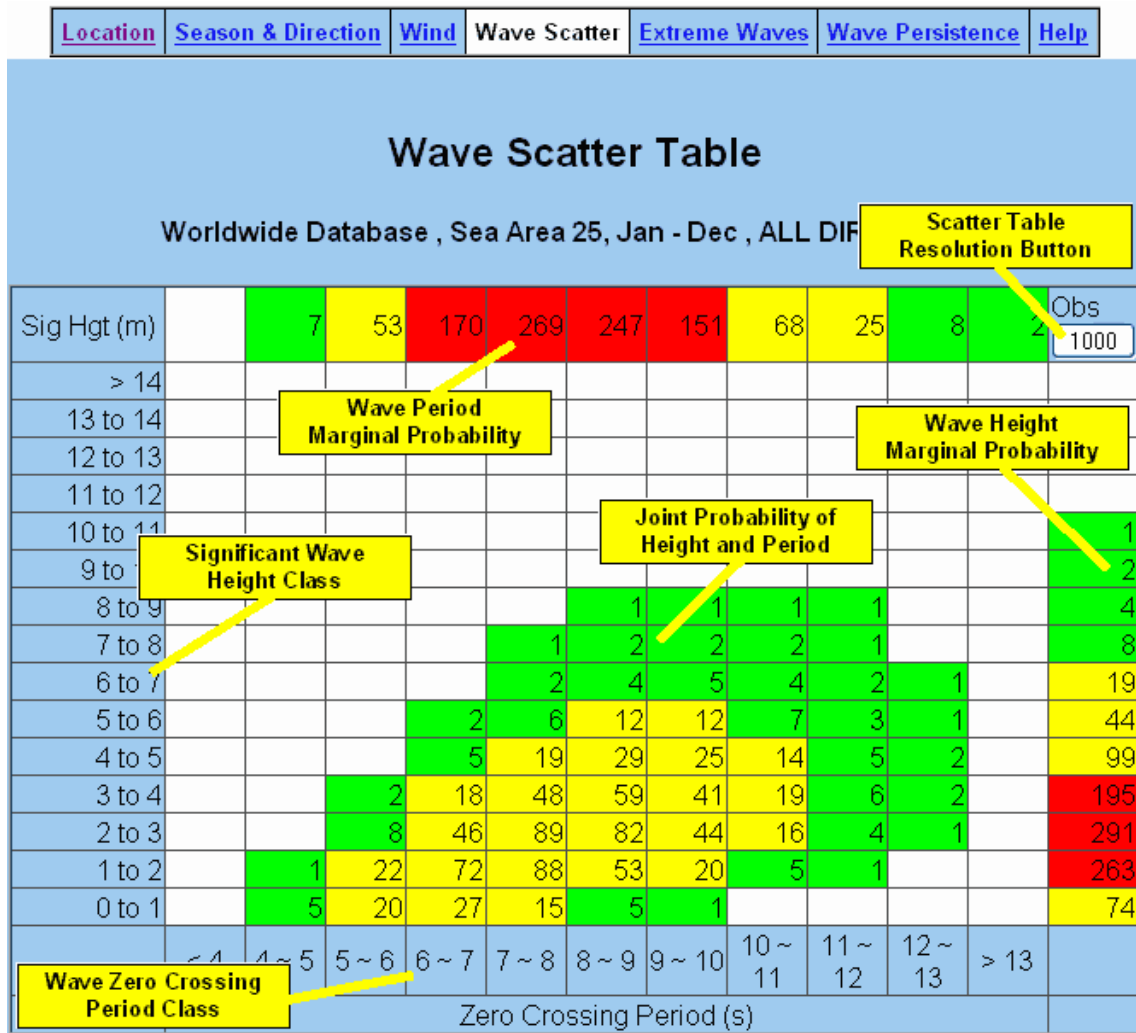 Location Season & Direction Wind Wave Scatter Extreme Waves Wave Persistence Help
Wave Scatter Table
Worldwide Database , Sea Area 25, Jan - Dec , ALL
Scatter Table
Resolution Button
Sig Hgt (m) 7 53 170 269 247 151 68 25 8 2 Obs
1000
> 14
Wave Period
Marginal Probability
13 to 14
Wave Height
Marginal Probability
12 to 13
11 to 12
Joint Probability of
Height and Period
10 to 11 1
Significant Wave
Height Class
9 to 2
8 to 9 1 1 1 1 4
7 to 8 1 2 2 2 1 8
6 to 7 2 4 5 4 2 1 19
5 to 6 2 6 12 12 7 3 1 44
4 to 5 5 19 29 25 14 5 2 99
3 to 4 2 18 48 59 41 19 6 2 195
2 to 3 8 46 89 82 44 16 4 1 291
1 to 2 1 22 72 88 53 20 5 1 263
0 to 1 5 20 27 15 5 1 74
< 4 4 ~ 5 5 ~ 6 6 ~ 7 7 ~ 8 8 ~ 9 9 ~ 10 10 ~ 11 11 ~ 12 12 ~ 13 > 13
Wave Zero Crossing
Period Class
Zero Crossing Period (s)